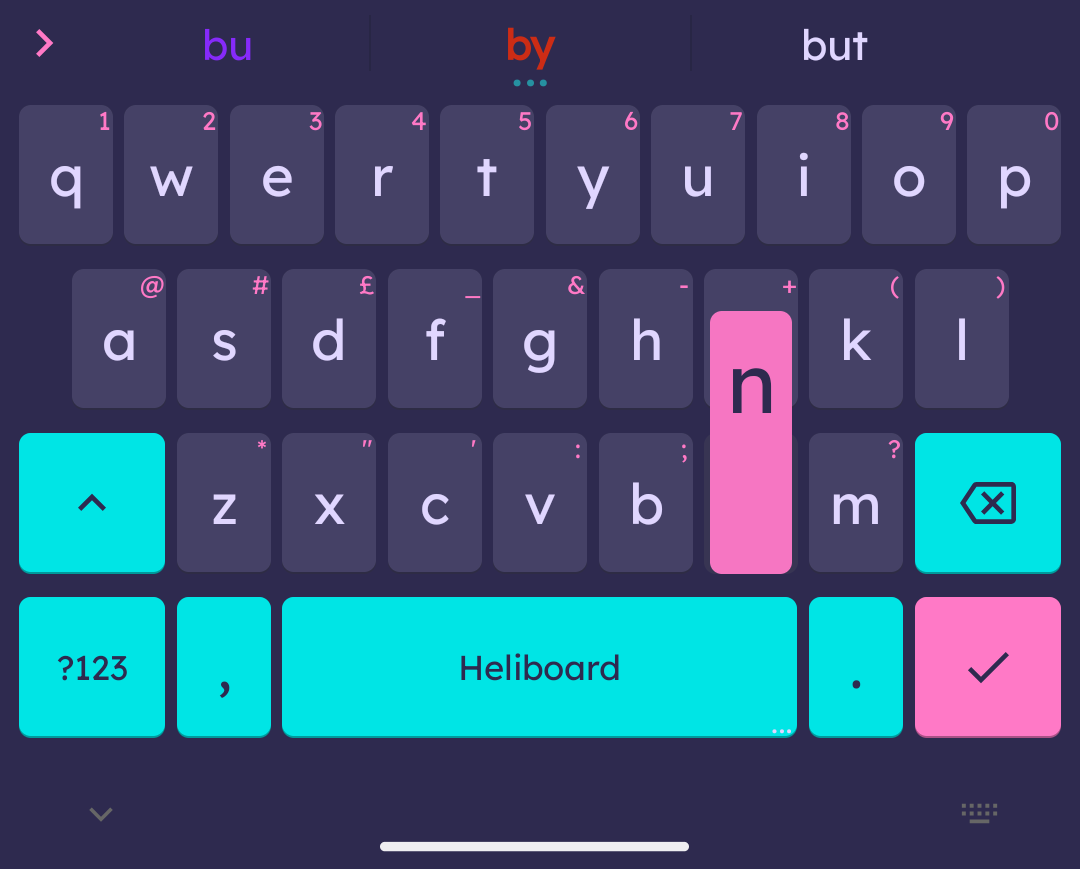 bu by but
1 2 3 4 5 6 7 8 9 0
q w e r t y u i o p
@ # £ _ & - + ( )
a s d f g h k l
n
* " ' : ; ?
z x c v b m
?123 , Heliboard .